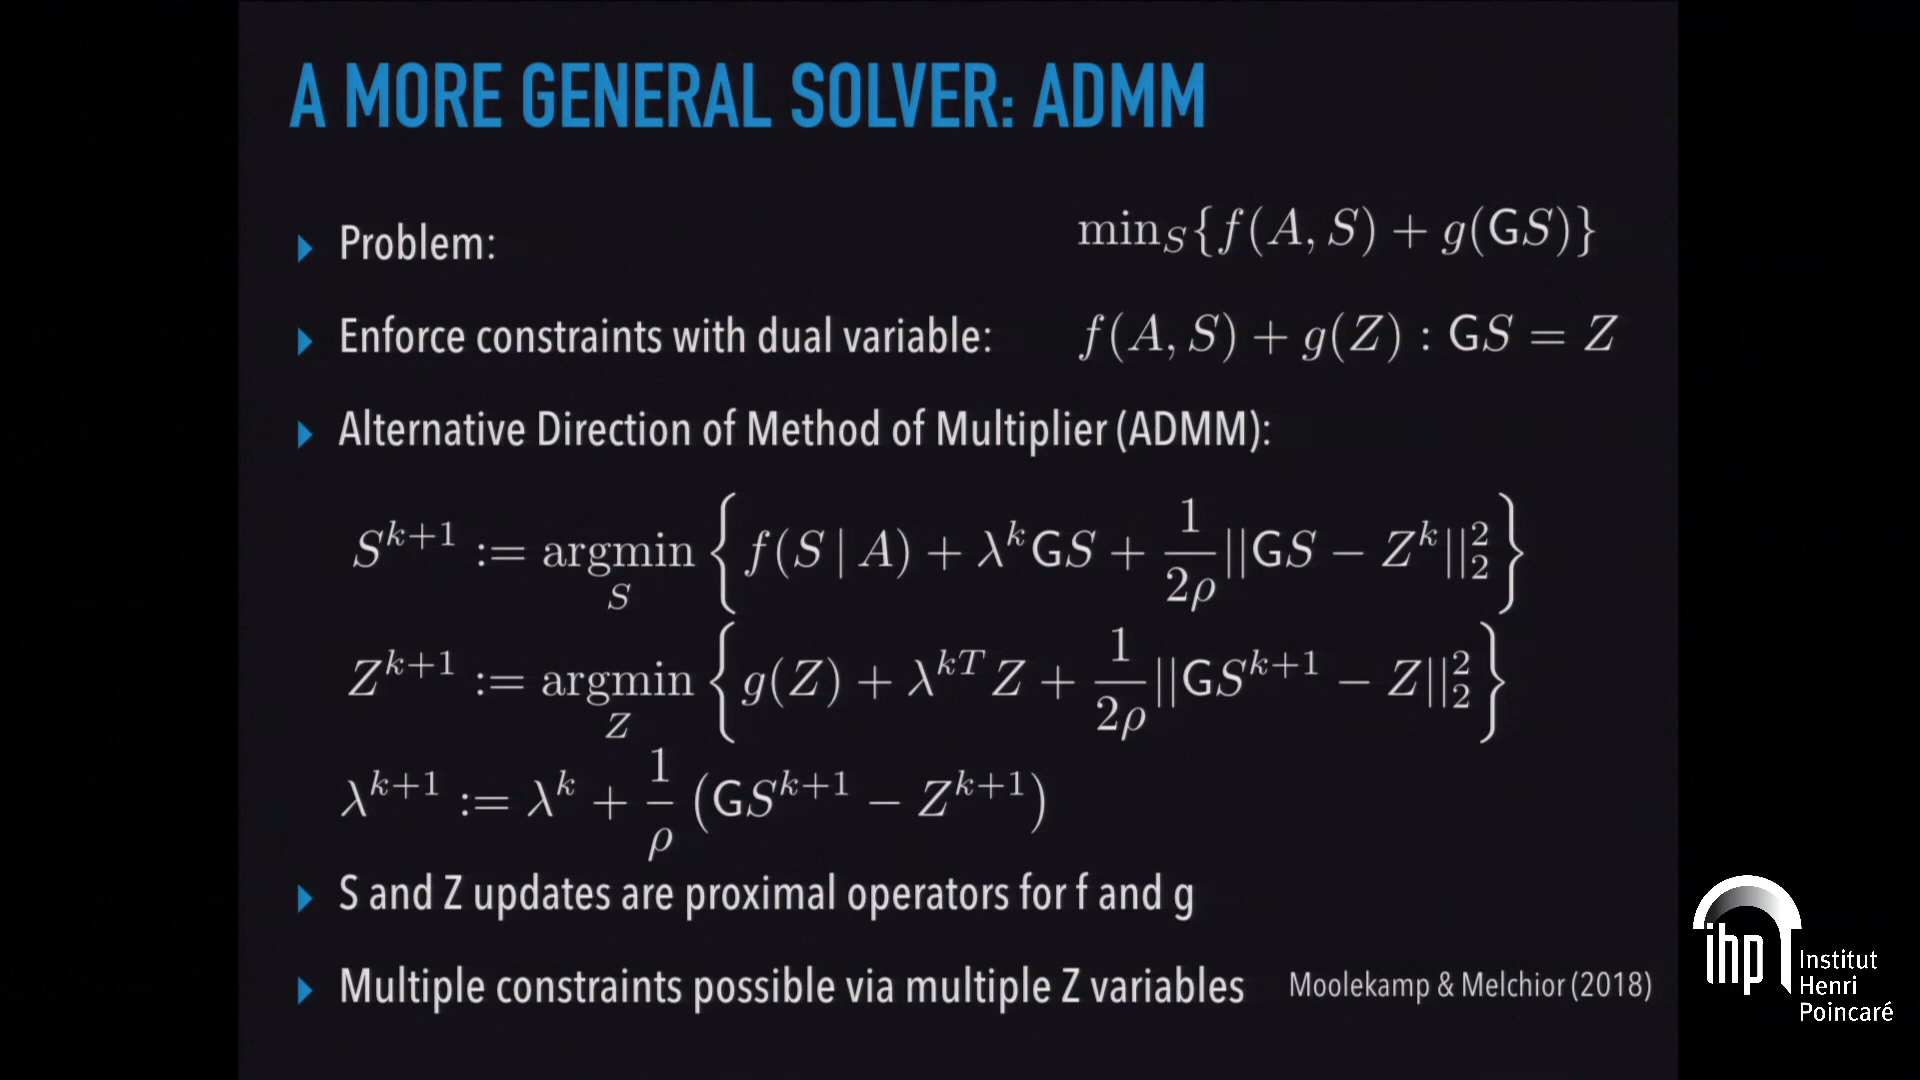 A MORE GENERAL SOLVER: ADMM
Problem: min_S{f(A, S) + g(GS)}
Enforce constraints with dual variable: f(A, S) + g(Z) : GS = Z
Alternative Direction of Method of Multiplier (ADMM):
S^{k+1} := argmin_S { f(S | A) + λ^k GS + \frac{1}{2ρ} ||GS − Z^k||_2^2 }
Z^{k+1} := argmin_Z { g(Z) + λ^{kT} Z + \frac{1}{2ρ} ||GS^{k+1} − Z||_2^2 }
λ^{k+1} := λ^k + \frac{1}{ρ} (GS^{k+1} − Z^{k+1})
S and Z updates are proximal operators for f and g
Multiple constraints possible via multiple Z variables Moolekamp & Melchior (2018)
ihp
Institut
Henri
Poincaré